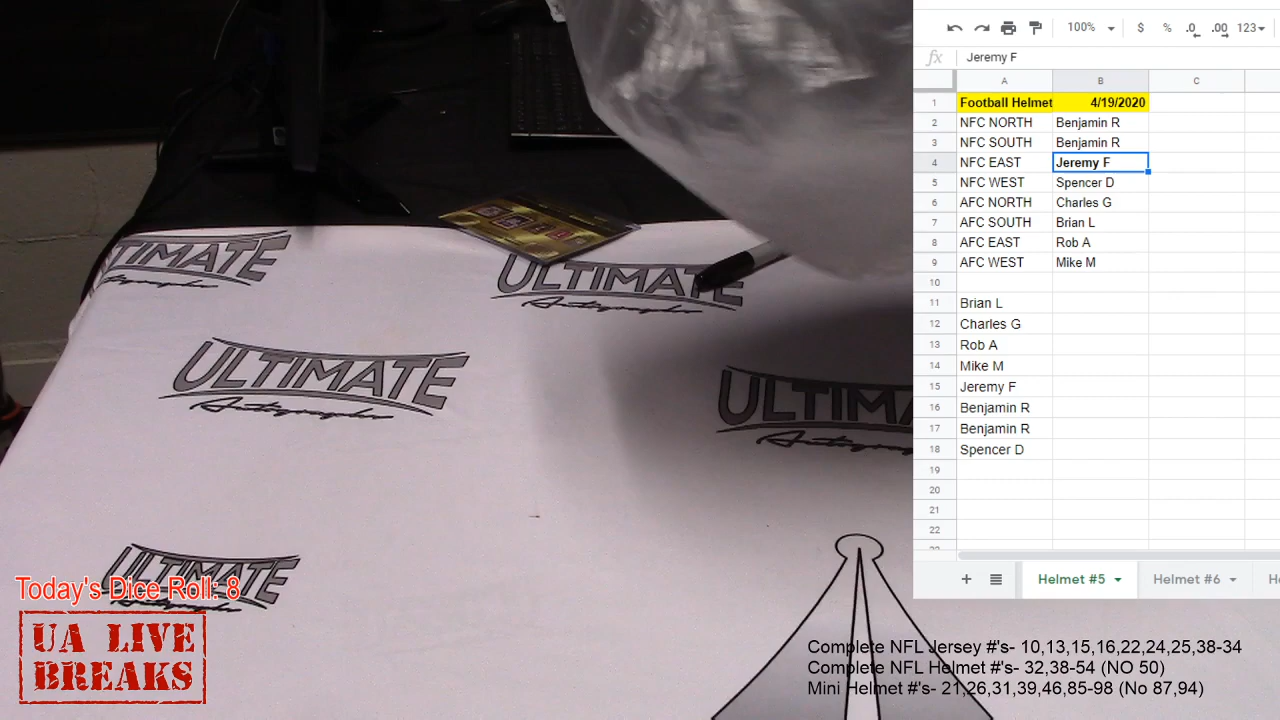 100%
$
%
.0
.00
123
fx
Jeremy F
A
B
C
1 Football Helmet 4/19/2020
2 NFC NORTH Benjamin R
3 NFC SOUTH Benjamin R
4 NFC EAST Jeremy F
5 NFC WEST Spencer D
6 AFC NORTH Charles G
7 AFC SOUTH Brian L
8 AFC EAST Rob A
9 AFC WEST Mike M
10
11 Brian L
12 Charles G
13 Rob A
14 Mike M
15 Jeremy F
16 Benjamin R
17 Benjamin R
18 Spencer D
19
20
21
22
+
Helmet #5
Helmet #6
ULTIMATE
Autographs
ULTIMATE
Autographs
ULTIMATE
Autographs
ULTIMATE
Today's Dice Roll: 8
UA LIVE
BREAKS
Complete NFL Jersey #'s- 10,13,15,16,22,24,25,38-34
Complete NFL Helmet #'s- 32,38-54 (NO 50)
Mini Helmet #'s- 21,26,31,39,46,85-98 (No 87,94)